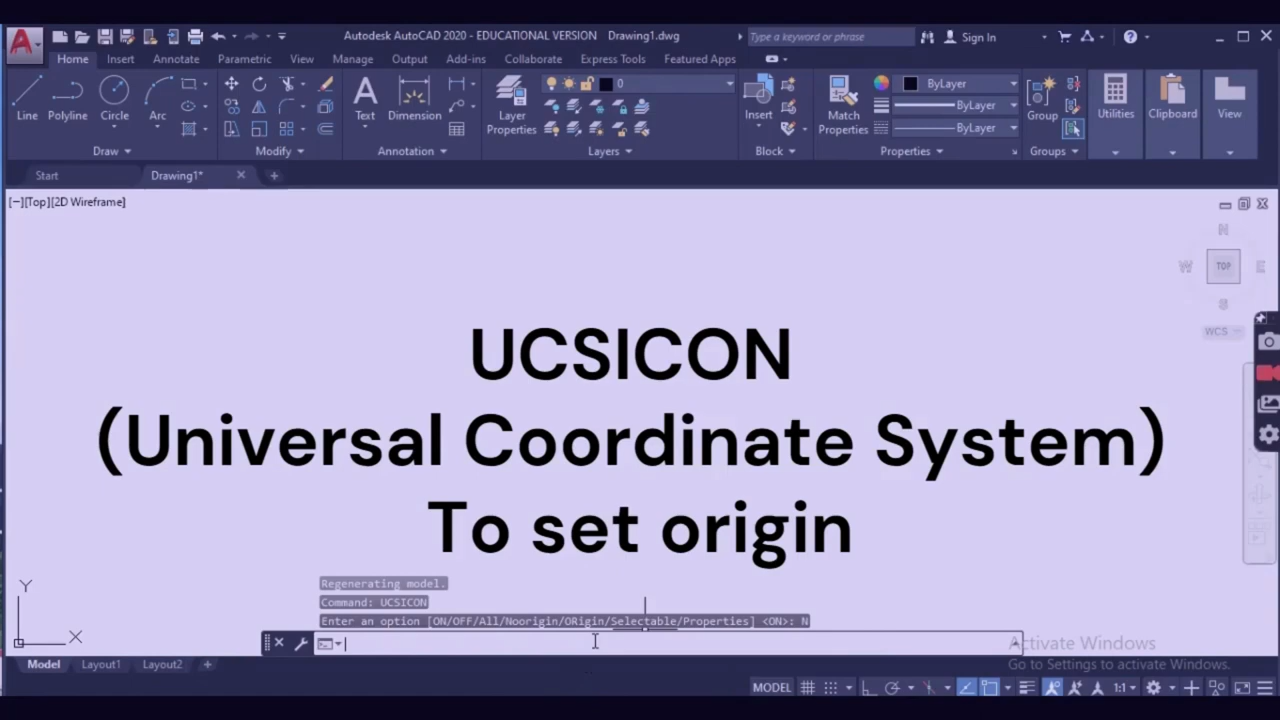 Autodesk AutoCAD 2020 - EDUCATIONAL VERSION Drawing1.dwg
Type a keyword or phrase
Sign In
Home Insert Annotate Parametric View Manage Output Add-ins Collaborate Express Tools Featured Apps
Line Polyline Circle Arc
Text Dimension
Layer Properties
0
Insert
Match Properties
ByLayer
ByLayer
ByLayer
Group
Utilities
Clipboard
View
Draw Modify Annotation Layers Block Properties Groups
Start Drawing1*
[−][Top][2D Wireframe]
N
W TOP E
S
WCS
UCSICON
(Universal Coordinate System)
To set origin
Y
X
Regenerating model.
Command: UCSICON
Enter an option [ON/OFF/All/Noorigin/ORigin/Selectable/Properties] <ON>: N
Activate Windows
Go to Settings to activate Windows.
Model Layout1 Layout2 +
MODEL 1:1